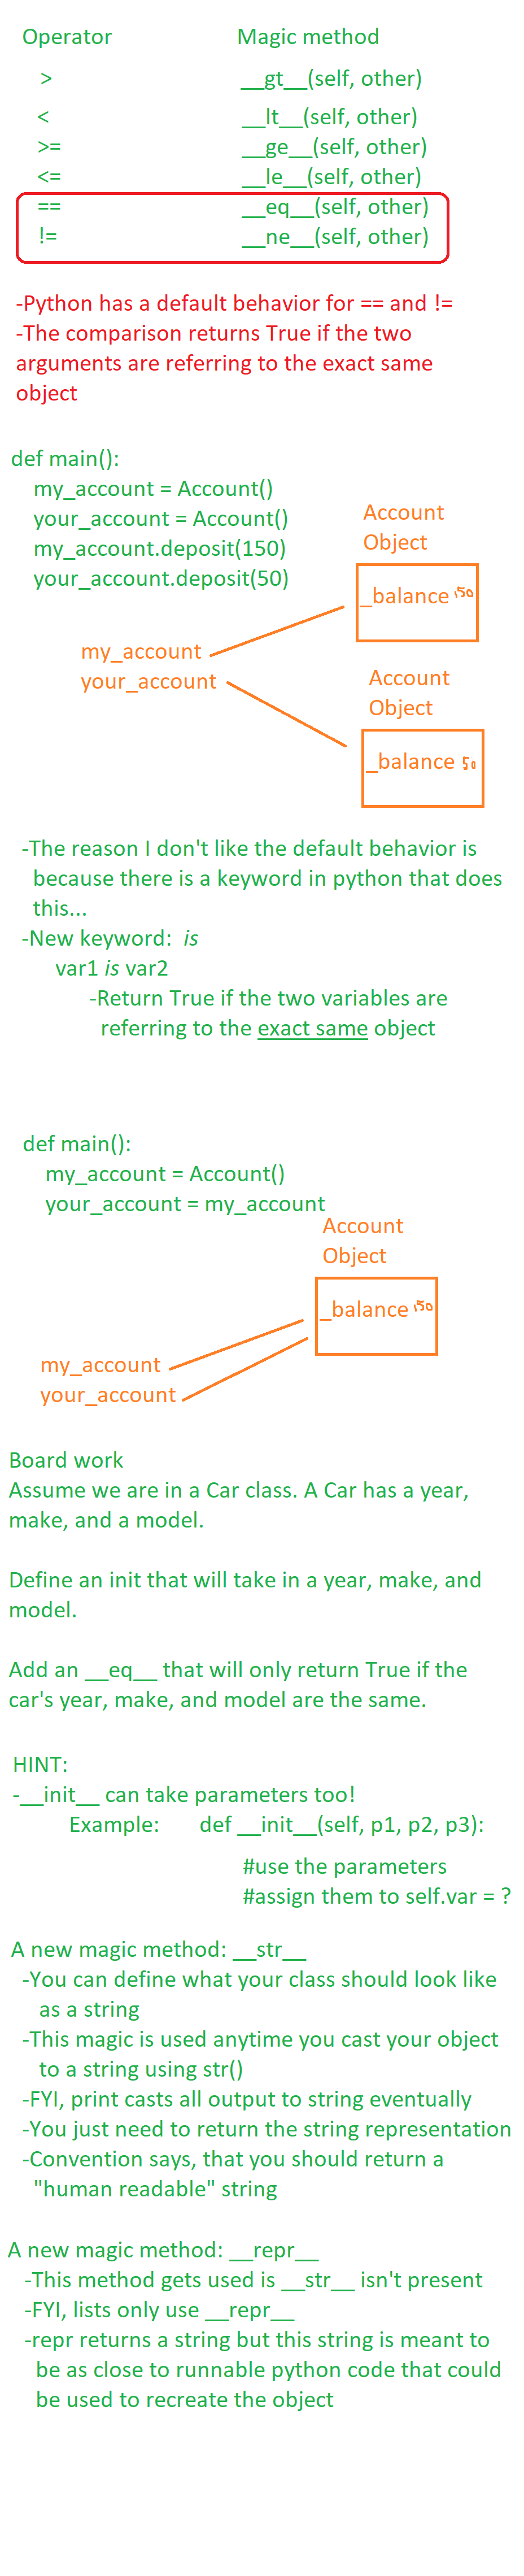 Operator Magic method
> __gt__(self, other)
< __lt__(self, other)
>= __ge__(self, other)
<= __le__(self, other)
== __eq__(self, other)
!= __ne__(self, other)
-Python has a default behavior for == and !=
-The comparison returns True if the two
arguments are referring to the exact same
object
def main():
my_account = Account()
your_account = Account()
my_account.deposit(150)
your_account.deposit(50)
Account
Object
_balance 150
my_account
your_account
Account
Object
_balance 50
-The reason I don't like the default behavior is
because there is a keyword in python that does
this...
-New keyword: is
var1 is var2
-Return True if the two variables are
referring to the exact same object
def main():
my_account = Account()
your_account = my_account
Account
Object
_balance 150
my_account
your_account
Board work
Assume we are in a Car class. A Car has a year,
make, and a model.
Define an init that will take in a year, make, and
model.
Add an __eq__ that will only return True if the
car's year, make, and model are the same.
HINT:
-__init__ can take parameters too!
Example: def __init__(self, p1, p2, p3):
#use the parameters
#assign them to self.var = ?
A new magic method: __str__
-You can define what your class should look like
as a string
-This magic is used anytime you cast your object
to a string using str()
-FYI, print casts all output to string eventually
-You just need to return the string representation
-Convention says, that you should return a
"human readable" string
A new magic method: __repr__
-This method gets used is __str__ isn't present
-FYI, lists only use __repr__
-repr returns a string but this string is meant to
be as close to runnable python code that could
be used to recreate the object